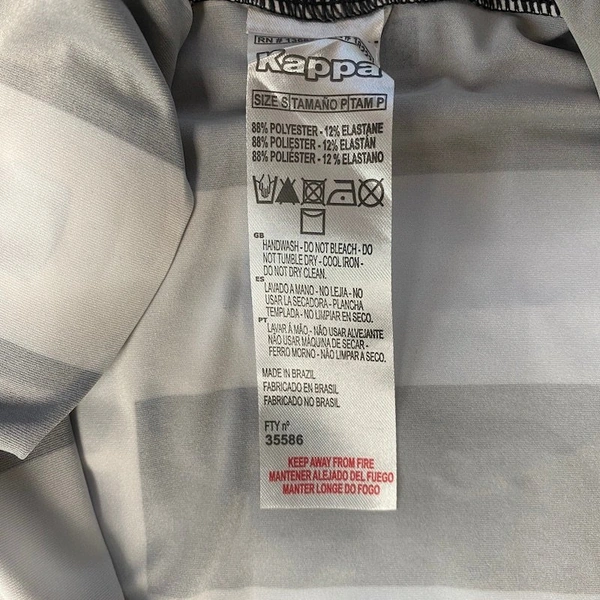 RN #
Kappa
SIZE S TAMAÑO P TAM P
88% POLYESTER - 12% ELASTANE
88% POLIESTER - 12% ELASTÁN
88% POLIÉSTER - 12% ELASTANO
GB
HANDWASH - DO NOT BLEACH - DO
NOT TUMBLE DRY - COOL IRON -
DO NOT DRY CLEAN.
ES
LAVADO A MANO - NO LEJIA - NO
USAR LA SECADORA - PLANCHA
TEMPLADA - NO LIMPIAR EN SECO.
PT
LAVAR Á MÃO - NÃO USAR ALVEJANTE
NÃO USAR MÁQUINA DE SECAR -
FERRO MORNO - NÃO LIMPAR A SECO.
MADE IN BRAZIL
FABRICADO EN BRASIL
FABRICADO NO BRASIL
FTY nº
35586
KEEP AWAY FROM FIRE
MANTENER ALEJADO DEL FUEGO
MANTER LONGE DO FOGO